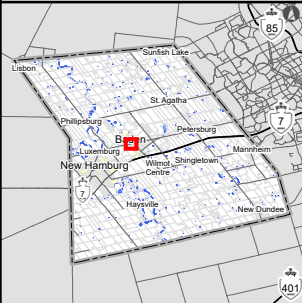 85
Sunfish Lake
Lisbon
St. Agatha
Phillipsburg
7
Petersburg
Luxemburg
Mannheim
New Hamburg
Wilmot Centre
Shingletown
7
Haysville
New Dundee
401